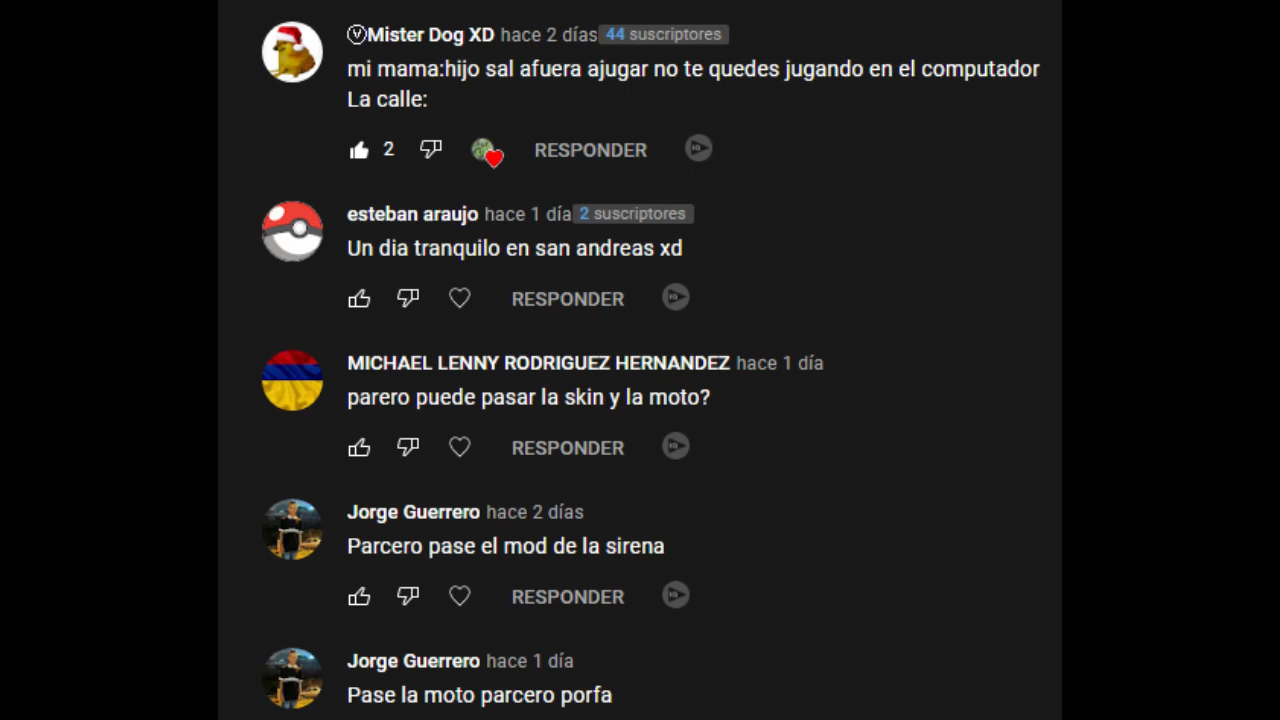 ⓋMister Dog XD hace 2 días 44 suscriptores
mi mama:hijo sal afuera ajugar no te quedes jugando en el computador
La calle:
2 RESPONDER
esteban araujo hace 1 día 2 suscriptores
Un dia tranquilo en san andreas xd
RESPONDER
MICHAEL LENNY RODRIGUEZ HERNANDEZ hace 1 día
parero puede pasar la skin y la moto?
RESPONDER
Jorge Guerrero hace 2 días
Parcero pase el mod de la sirena
RESPONDER
Jorge Guerrero hace 1 día
Pase la moto parcero porfa